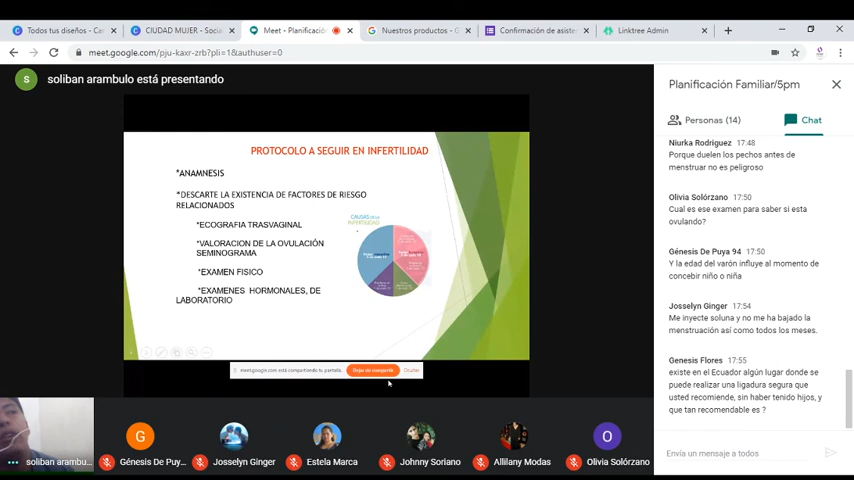 Todos tus diseños - Can
CIUDAD MUJER - Socia
Meet - Planificació
Nuestros productos - G
Confirmación de asiste
Linktree Admin
meet.google.com/pju-kaxr-zrb?pli=1&authuser=0
S
soliban arambulo está presentando
Planificación Familiar/5pm
Personas (14)
Chat
PROTOCOLO A SEGUIR EN INFERTILIDAD
*ANAMNESIS
*DESCARTE LA EXISTENCIA DE FACTORES DE RIESGO
RELACIONADOS
*ECOGRAFIA TRASVAGINAL
*VALORACION DE LA OVULACIÓN
SEMINOGRAMA
*EXAMEN FISICO
*EXAMENES HORMONALES, DE
LABORATORIO
CAUSAS DE LA
INFERTILIDAD
meet.google.com está compartiendo tu pantalla.
Dejar de compartir
Ocultar
Niurka Rodriguez 17:48
Porque duelen los pechos antes de
menstruar no es peligroso
Olivia Solórzano 17:50
Cual es ese examen para saber si esta
ovulando?
Génesis De Puya 94 17:50
Y la edad del varón influye al momento de
concebir niño o niña
Josselyn Ginger 17:54
Me inyecte soluna y no me ha bajado la
menstruación así como todos los meses.
Genesis Flores 17:55
existe en el Ecuador algún lugar donde se
puede realizar una ligadura segura que
usted recomiende, sin haber tenido hijos, y
que tan recomendable es ?
Envía un mensaje a todos
soliban arambu...
G
Génesis De Puy...
Josselyn Ginger
Estela Marca
Johnny Soriano
Allilany Modas
O
Olivia Solórzano